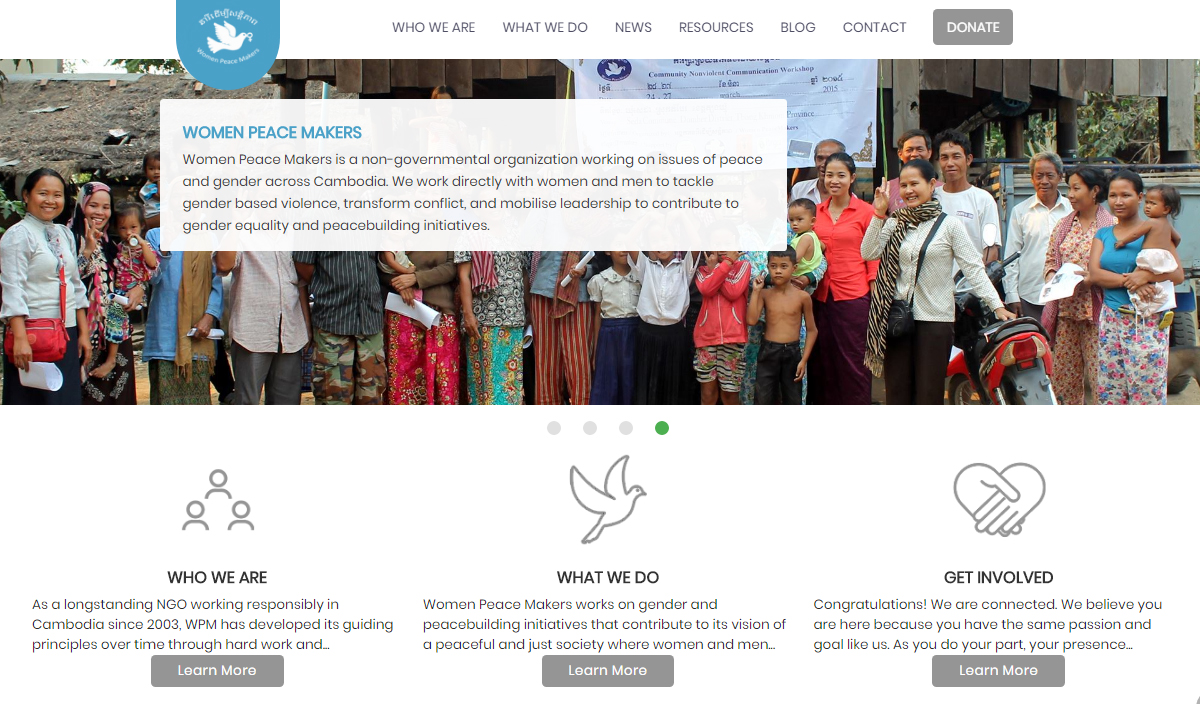 Women Peace Makers
WHO WE ARE
WHAT WE DO
NEWS
RESOURCES
BLOG
CONTACT
DONATE
Community Nonviolent Communication Workshop
24 - 27
march
2015
Province
WOMEN PEACE MAKERS
Women Peace Makers is a non-governmental organization working on issues of peace
and gender across Cambodia. We work directly with women and men to tackle
gender based violence, transform conflict, and mobilise leadership to contribute to
gender equality and peacebuilding initiatives.
WHO WE ARE
As a longstanding NGO working responsibly in
Cambodia since 2003, WPM has developed its guiding
principles over time through hard work and...
Learn More
WHAT WE DO
Women Peace Makers works on gender and
peacebuilding initiatives that contribute to its vision of
a peaceful and just society where women and men...
Learn More
GET INVOLVED
Congratulations! We are connected. We believe you
are here because you have the same passion and
goal like us. As you do your part, your presence...
Learn More